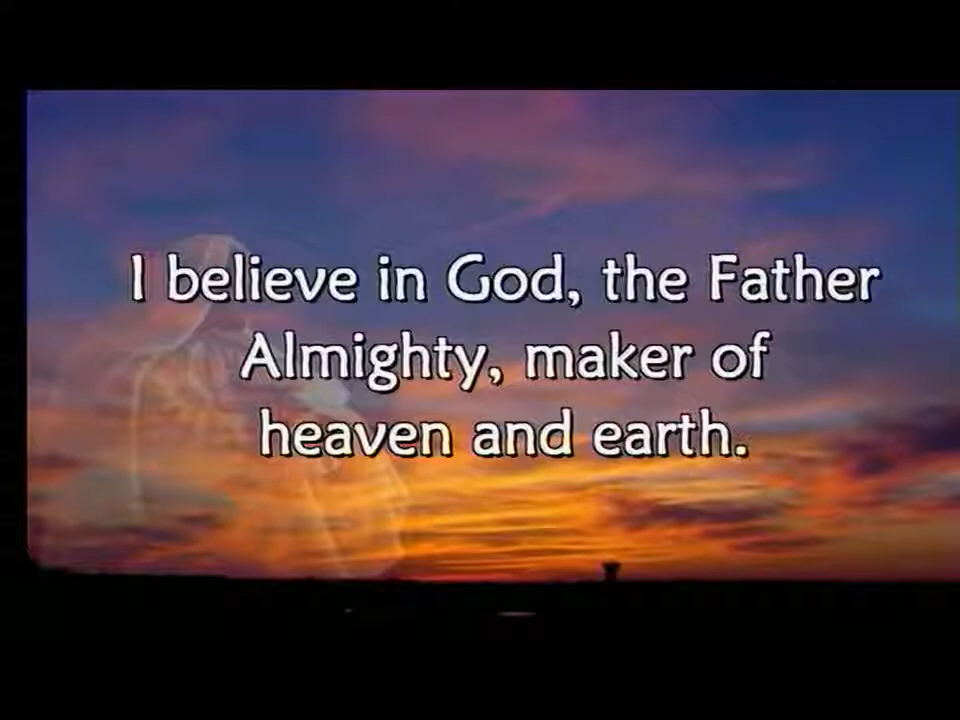 I believe in God, the Father
Almighty, maker of
heaven and earth.